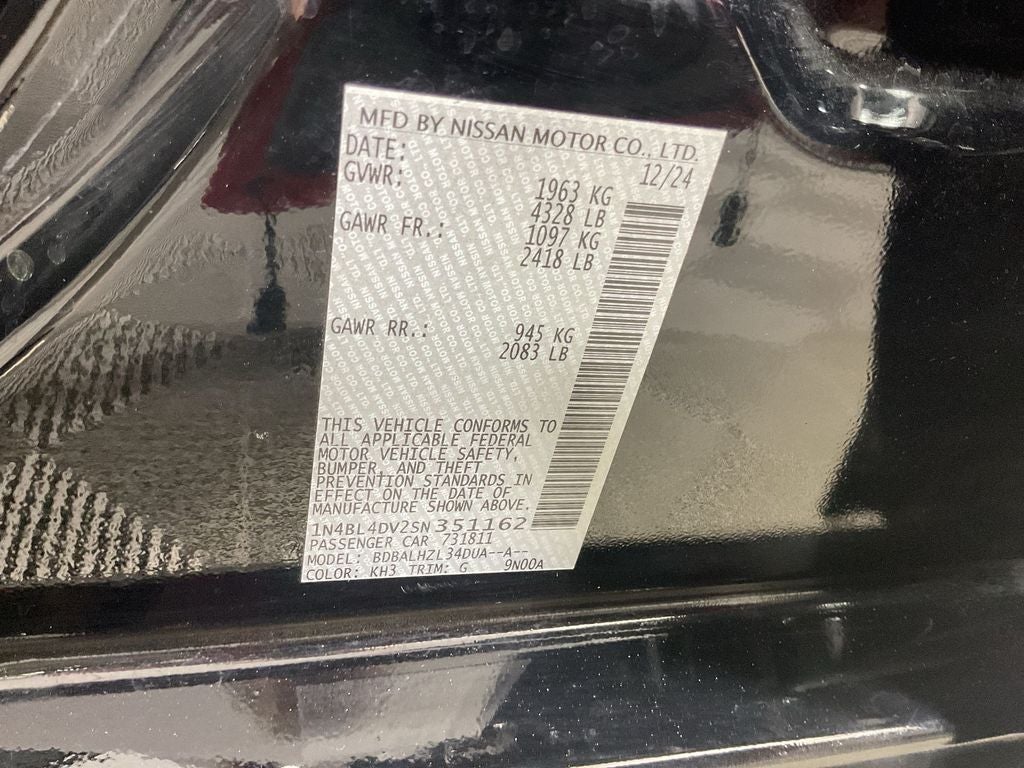 MFD BY NISSAN MOTOR CO., LTD.
DATE: 12/24
GVWR: 1963 KG
4328 LB
GAWR FR.: 1097 KG
2418 LB
GAWR RR.: 945 KG
2083 LB
THIS VEHICLE CONFORMS TO
ALL APPLICABLE FEDERAL
MOTOR VEHICLE SAFETY,
BUMPER, AND THEFT
PREVENTION STANDARDS IN
EFFECT ON THE DATE OF
MANUFACTURE SHOWN ABOVE.
1N4BL4DV2SN351162
PASSENGER CAR 731811
MODEL: BDBALHZL34DUA--A--
COLOR: KH3 TRIM: G 9N00A